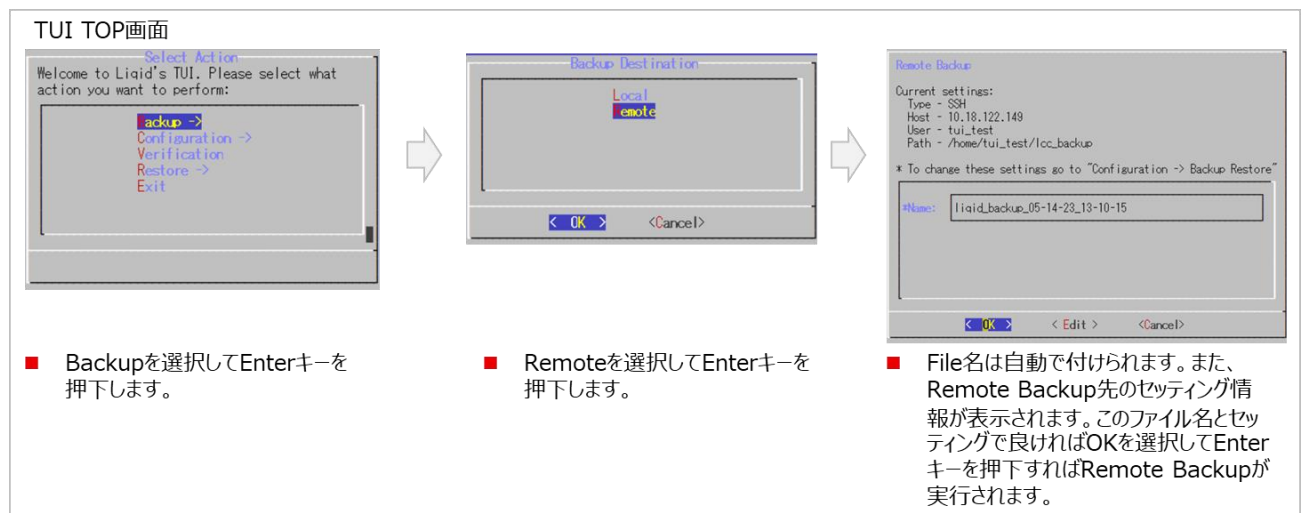 TUI TOP画面
Select Action
Welcome to Liqid's TUI. Please select what
action you want to perform:
Backup ->
Configuration ->
Verification
Restore ->
Exit
Backup Destination
Local
Remote
< OK > <Cancel>
Remote Backup
Current settings:
Type - SSH
Host - 10.18.122.149
User - tui_test
Path - /home/tui_test/lcc_backup
* To change these settings go to "Configuration -> Backup Restore"
*Name: liqid_backup_05-14-23_13-10-15
< OK > < Edit > <Cancel>
■ Backupを選択してEnterキーを
押下します。
■ Remoteを選択してEnterキーを
押下します。
■ File名は自動で付けられます。また、
Remote Backup先のセッティング情
報が表示されます。このファイル名とセッ
ティングで良ければOKを選択してEnter
キーを押下すればRemote Backupが
実行されます。